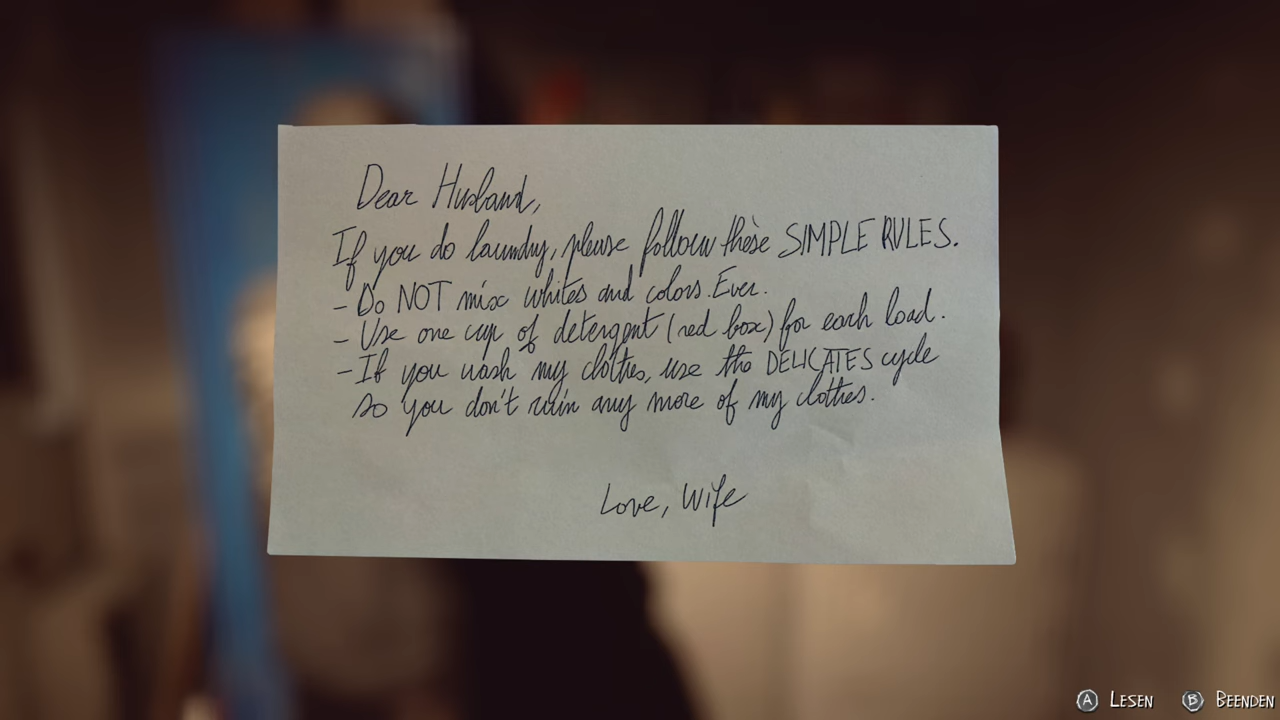 Dear Husband,
If you do laundry, please follow thèse SIMPLE RULES.
- Do NOT mix whites and colors. Ever.
- Use one cup of detergent (red box) for each load.
- If you wash my clothes, use the DELICATES cycle
so you don't ruin any more of my clothes.
Love, Wife
A LESEN B BEENDEN